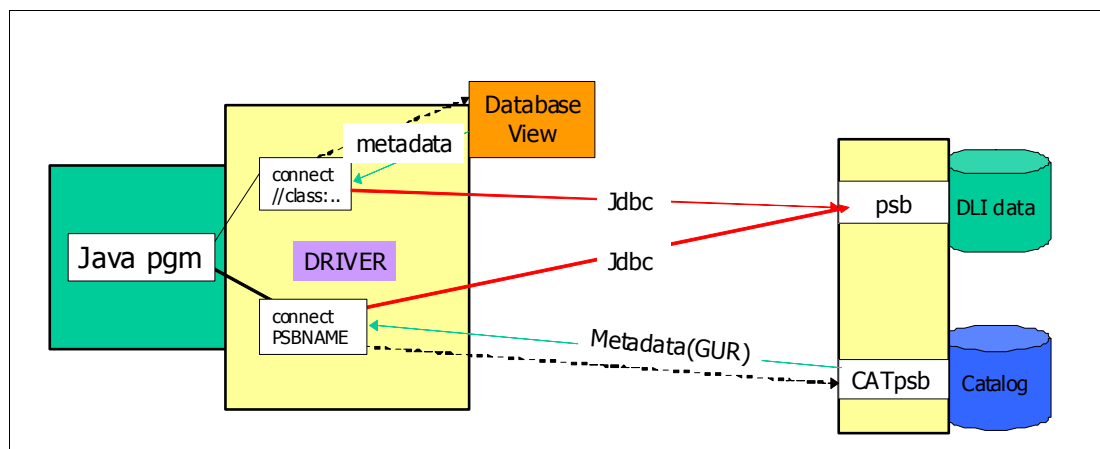 Database
View
metadata
connect
//class:..
Jdbc
psb
DLI data
Java pgm
DRIVER
Jdbc
connect
PSBNAME
Metadata(GUR)
CATpsb
Catalog